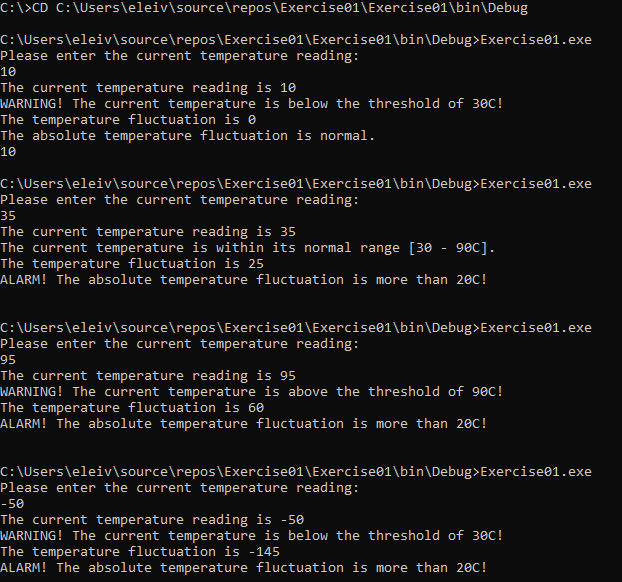 C:\>CD C:\Users\eleiv\source\repos\Exercise01\Exercise01\bin\Debug
C:\Users\eleiv\source\repos\Exercise01\Exercise01\bin\Debug>Exercise01.exe
Please enter the current temperature reading:
10
The current temperature reading is 10
WARNING! The current temperature is below the threshold of 30C!
The temperature fluctuation is 0
The absolute temperature fluctuation is normal.
10
C:\Users\eleiv\source\repos\Exercise01\Exercise01\bin\Debug>Exercise01.exe
Please enter the current temperature reading:
35
The current temperature reading is 35
The current temperature is within its normal range [30 - 90C].
The temperature fluctuation is 25
ALARM! The absolute temperature fluctuation is more than 20C!
C:\Users\eleiv\source\repos\Exercise01\Exercise01\bin\Debug>Exercise01.exe
Please enter the current temperature reading:
95
The current temperature reading is 95
WARNING! The current temperature is above the threshold of 90C!
The temperature fluctuation is 60
ALARM! The absolute temperature fluctuation is more than 20C!
C:\Users\eleiv\source\repos\Exercise01\Exercise01\bin\Debug>Exercise01.exe
Please enter the current temperature reading:
-50
The current temperature reading is -50
WARNING! The current temperature is below the threshold of 30C!
The temperature fluctuation is -145
ALARM! The absolute temperature fluctuation is more than 20C!